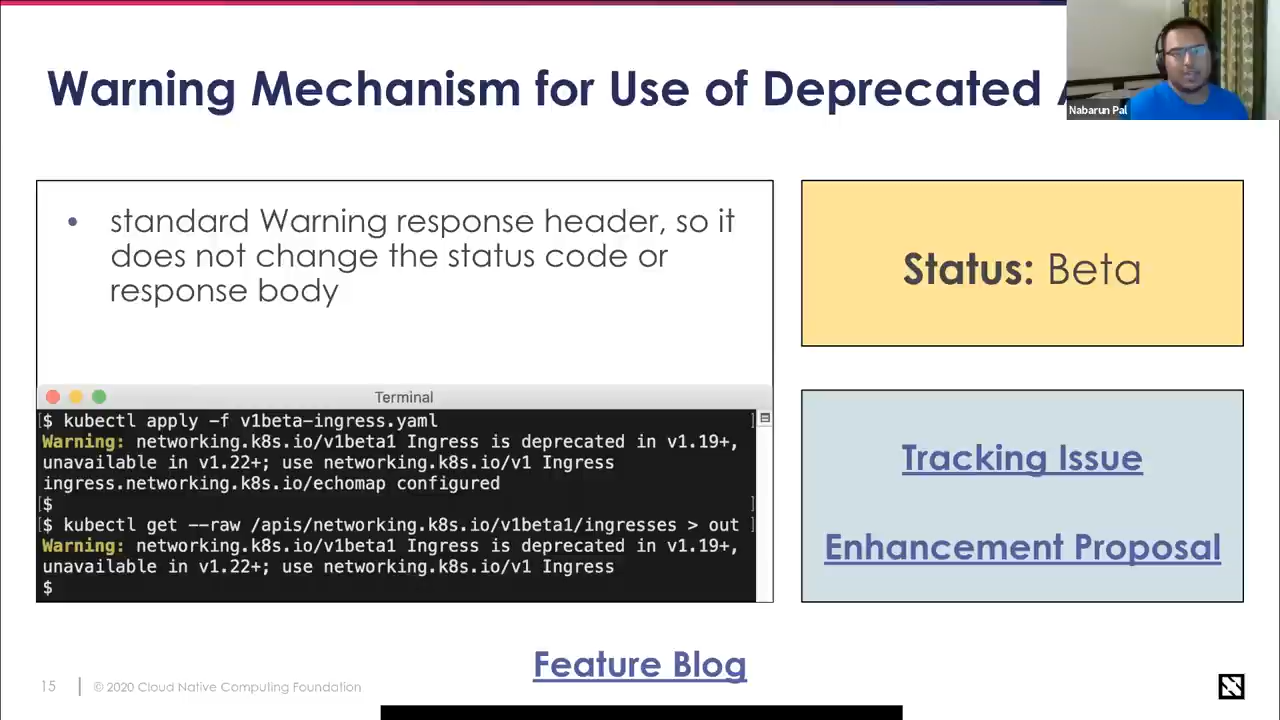 Warning Mechanism for Use of Deprecated
Nabarun Pal
• standard Warning response header, so it
does not change the status code or
response body
Status: Beta
Terminal
[$ kubectl apply -f v1beta-ingress.yaml ]
Warning: networking.k8s.io/v1beta1 Ingress is deprecated in v1.19+,
unavailable in v1.22+; use networking.k8s.io/v1 Ingress
ingress.networking.k8s.io/echomap configured
[$ ]
[$ kubectl get --raw /apis/networking.k8s.io/v1beta1/ingresses > out ]
Warning: networking.k8s.io/v1beta1 Ingress is deprecated in v1.19+,
unavailable in v1.22+; use networking.k8s.io/v1 Ingress
$
Tracking Issue
Enhancement Proposal
Feature Blog
15 | © 2020 Cloud Native Computing Foundation